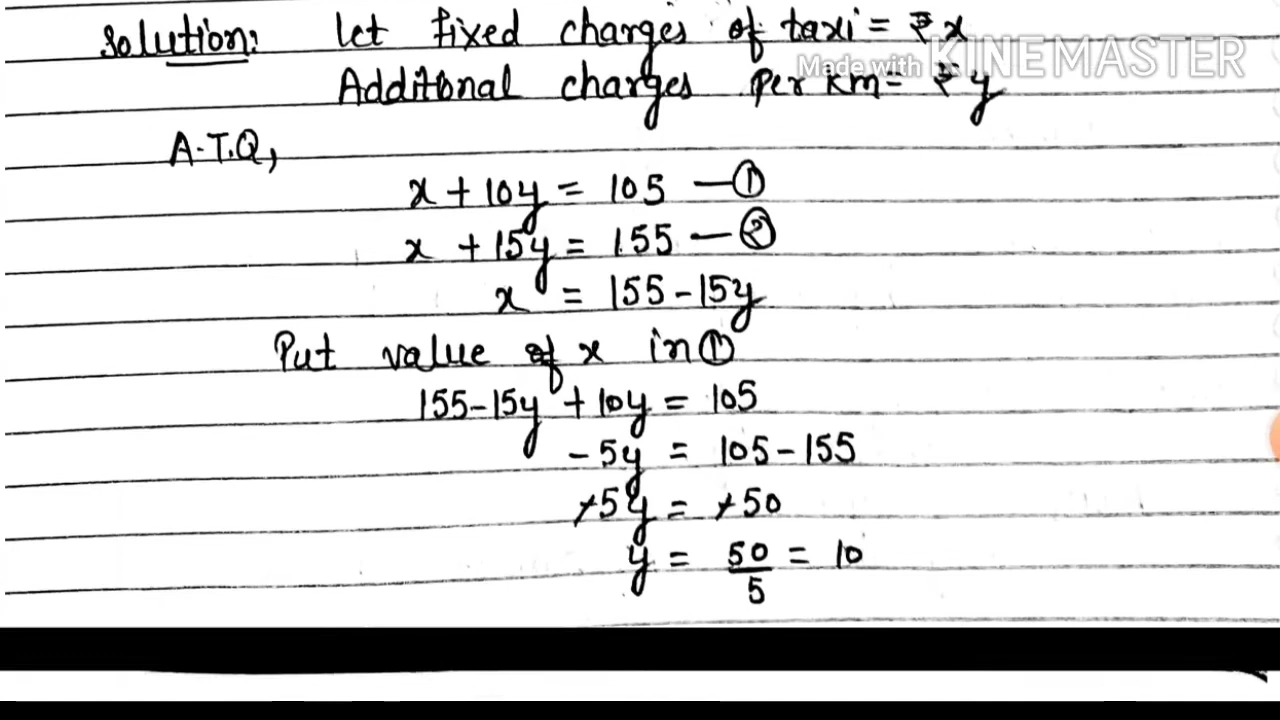 Solution: Let fixed charges of taxi = ₹ x
Made with KINEMASTER
Additonal charges Per km = ₹ y
A.T.Q,
x + 10y = 105 — ①
x + 15y = 155 — ②
x = 155 - 15y
Put value of x in ①
155 - 15y + 10y = 105
- 5y = 105 - 155
-5y = -50
y = 50/5 = 10